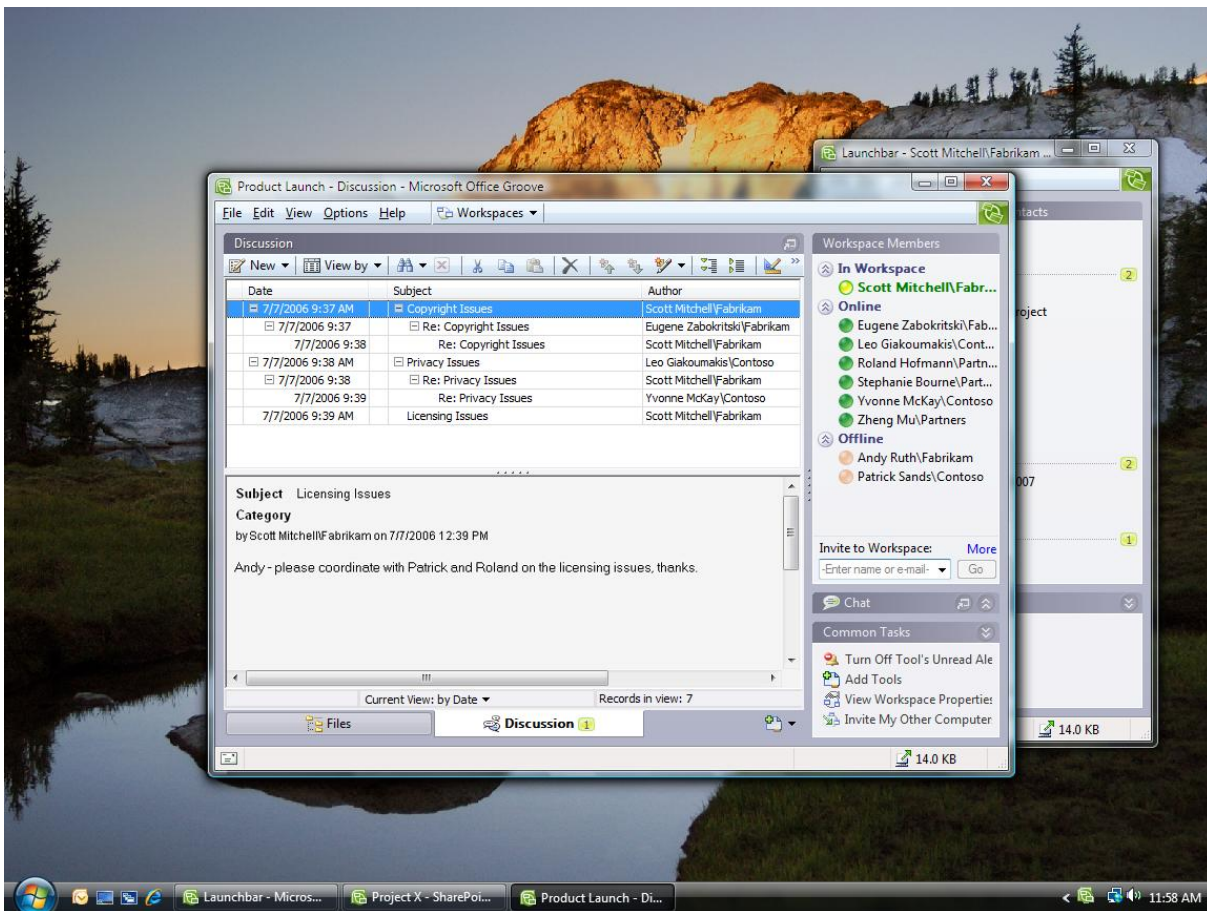 Launchbar - Scott Mitchell\Fabrikam ...
Product Launch - Discussion - Microsoft Office Groove
File Edit View Options Help Workspaces
Discussion
New View by
Date Subject Author
7/7/2006 9:37 AM Copyright Issues Scott Mitchell\Fabrikam
7/7/2006 9:37 Re: Copyright Issues Eugene Zabokritski\Fabrikam
7/7/2006 9:38 Re: Copyright Issues Scott Mitchell\Fabrikam
7/7/2006 9:38 AM Privacy Issues Leo Giakoumakis\Contoso
7/7/2006 9:38 Re: Privacy Issues Scott Mitchell\Fabrikam
7/7/2006 9:39 Re: Privacy Issues Yvonne McKay\Contoso
7/7/2006 9:39 AM Licensing Issues Scott Mitchell\Fabrikam
Subject Licensing Issues
Category
by Scott Mitchell\Fabrikam on 7/7/2006 12:39 PM
Andy - please coordinate with Patrick and Roland on the licensing issues, thanks.
Current View: by Date Records in view: 7
Files Discussion 1
Workspace Members
In Workspace
Scott Mitchell\Fabr...
Online
Eugene Zabokritski\Fab...
Leo Giakoumakis\Cont...
Roland Hofmann\Partn...
Stephanie Bourne\Part...
Yvonne McKay\Contoso
Zheng Mu\Partners
Offline
Andy Ruth\Fabrikam
Patrick Sands\Contoso
Invite to Workspace: More
-Enter name or e-mail- Go
Chat
Common Tasks
Turn Off Tool's Unread Ale
Add Tools
View Workspace Properties
Invite My Other Computer
14.0 KB
ntacts
2
roject
2
007
1
14.0 KB
Launchbar - Micros... Project X - SharePoi... Product Launch - Di... 11:58 AM